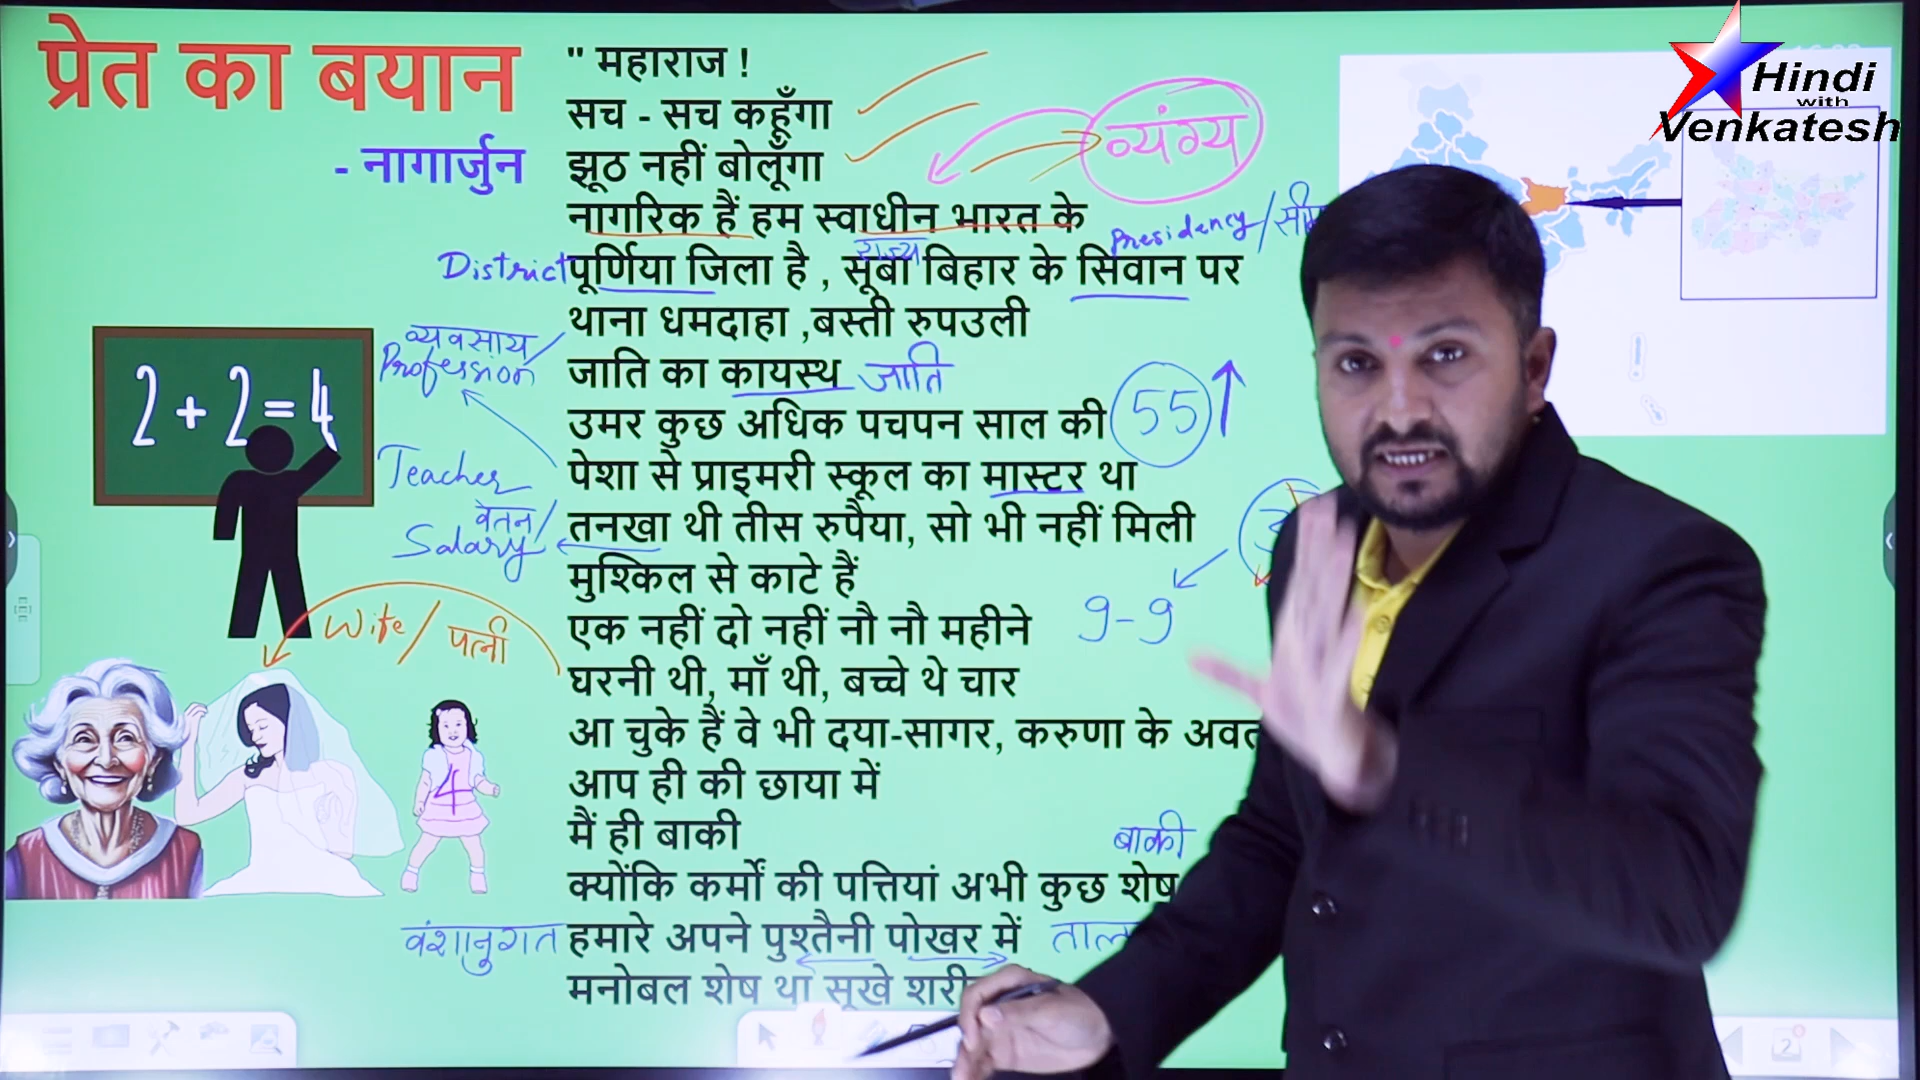 प्रेत का बयान
- नागार्जुन
" महाराज !
सच - सच कहूँगा
झूठ नहीं बोलूँगा
नागरिक हैं हम स्वाधीन भारत के
पूर्णिया जिला है , सूबा बिहार के सिवान पर
थाना धमदाहा ,बस्ती रुपउली
जाति का कायस्थ
उमर कुछ अधिक पचपन साल की
पेशा से प्राइमरी स्कूल का मास्टर था
तनखा थी तीस रुपैया, सो भी नहीं मिली
मुश्किल से काटे हैं
एक नहीं दो नहीं नौ नौ महीने
घरनी थी, माँ थी, बच्चे थे चार
आ चुके हैं वे भी दया-सागर, करुणा के
आप ही की छाया में
मैं ही बाकी
क्योंकि कर्मों की पत्तियां अभी कुछ शेष
हमारे अपने पुश्तैनी पोखर में
मनोबल शेष था सूखे
व्यंग्य
District
राज्य
Presidency /
व्यवसाय /
Profession
जाति
55
Teacher
वेतन /
Salary
9-9
Wife / पत्नी
4
बाकी
वंशानुगत
2 + 2 = 4
Hindi
with
Venkatesh
2